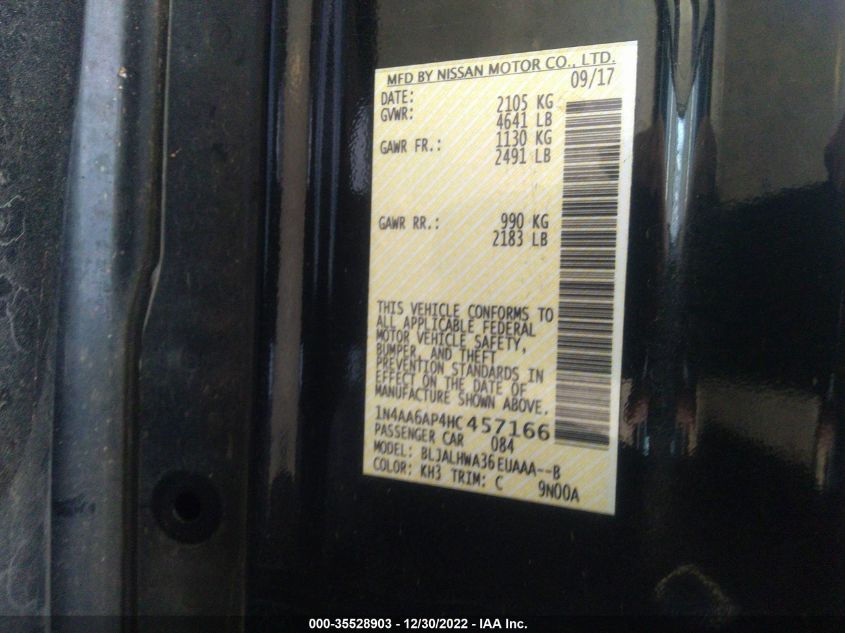 MFD BY NISSAN MOTOR CO., LTD.
DATE: 09/17
GVWR: 2105 KG
4641 LB
GAWR FR.: 1130 KG
2491 LB
GAWR RR.: 990 KG
2183 LB
THIS VEHICLE CONFORMS TO
ALL APPLICABLE FEDERAL
MOTOR VEHICLE SAFETY,
BUMPER, AND THEFT
PREVENTION STANDARDS IN
EFFECT ON THE DATE OF
MANUFACTURE SHOWN ABOVE.
1N4AA6AP4HC457166
PASSENGER CAR 084
MODEL: BLJALHWA36EUAAA--B
COLOR: KH3 TRIM: C 9N00A
000-35528903 - 12/30/2022 - IAA Inc.